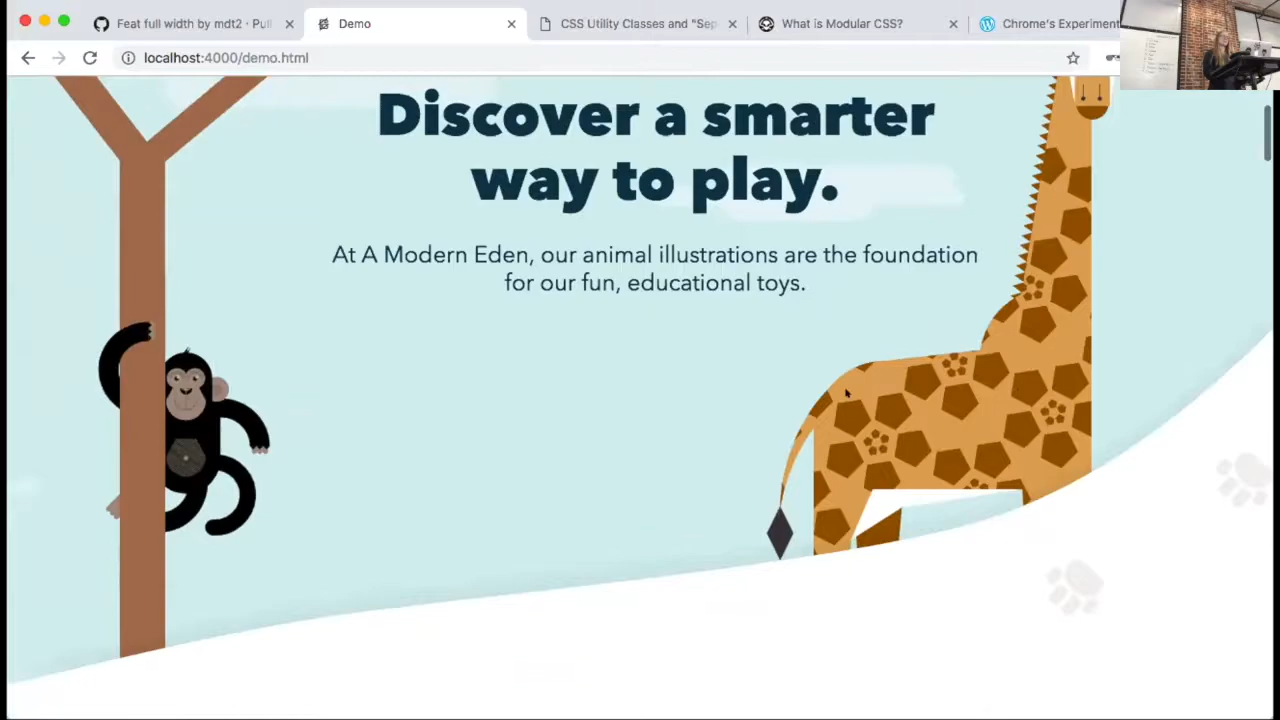 Feat full width by mdt2 · Pull
Demo
CSS Utility Classes and "Sep
What is Modular CSS?
Chrome's Experiment
localhost:4000/demo.html
Discover a smarter
way to play.
At A Modern Eden, our animal illustrations are the foundation
for our fun, educational toys.